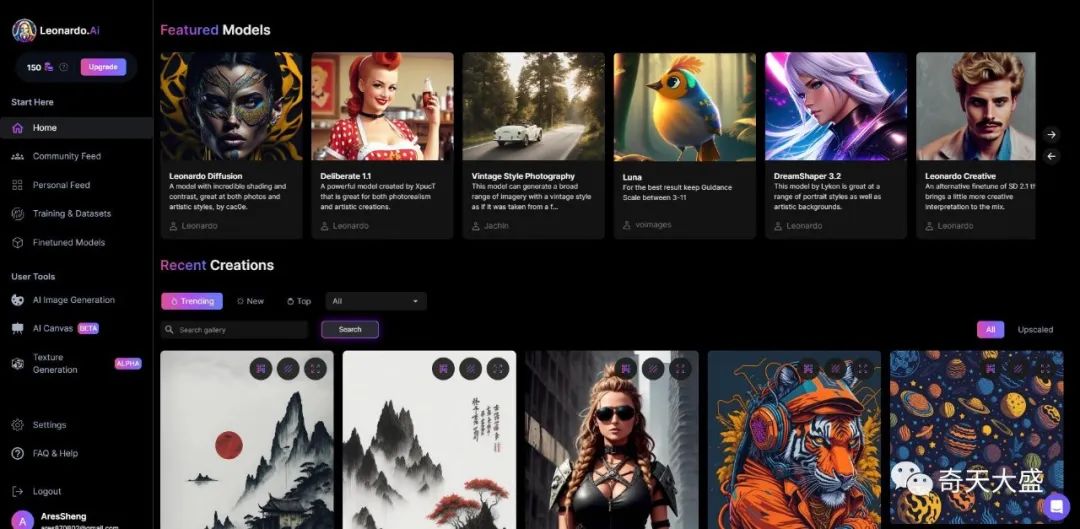 Leonardo.Ai
150
Upgrade
Start Here
Home
Community Feed
Personal Feed
Training & Datasets
Finetuned Models
User Tools
AI Image Generation
AI Canvas BETA
Texture
Generation
ALPHA
Settings
FAQ & Help
Logout
A
AresSheng
Featured Models
Leonardo Diffusion
A model with incredible shading and
contrast, great at both photos and
artistic styles, by cac0e.
Leonardo
Deliberate 1.1
A powerful model created by XpucT
that is great for both photorealism
and artistic creations.
Leonardo
Vintage Style Photography
This model can generate a broad
range of imagery with a vintage style
as if it was taken from a f...
Jachin
Luna
For the best result keep Guidance
Scale between 3-11
voimages
DreamShaper 3.2
This model by Lykon is great at a
range of portrait styles as well as
artistic backgrounds.
Leonardo
Leonardo Creative
An alternative finetune of SD 2.1 th
brings a little more creative
interpretation to the mix.
Leonardo
Recent Creations
Trending
New
Top
All
Search gallery
Search
All
Upscaled
奇天大盛